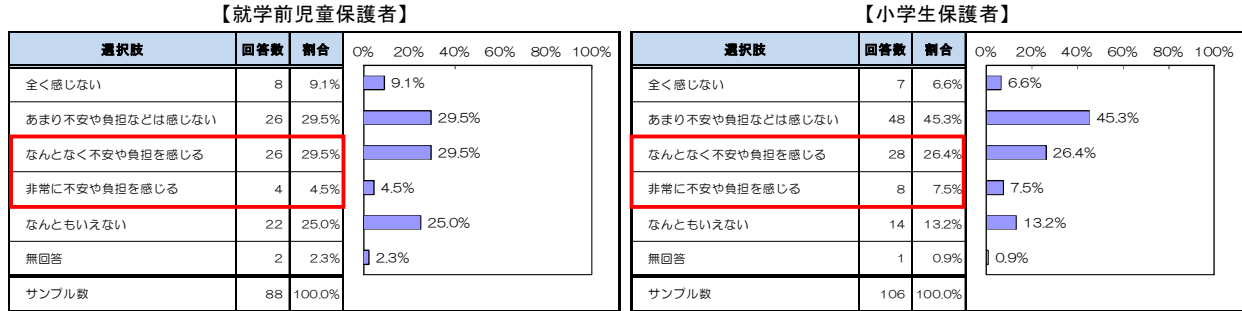 【就学前児童保護者】
選択肢 回答数 割合 0% 20% 40% 60% 80% 100%
全く感じない 8 9.1% 9.1%
あまり不安や負担などは感じない 26 29.5% 29.5%
なんとなく不安や負担を感じる 26 29.5% 29.5%
非常に不安や負担を感じる 4 4.5% 4.5%
なんともいえない 22 25.0% 25.0%
無回答 2 2.3% 2.3%
サンプル数 88 100.0%
【小学生保護者】
選択肢 回答数 割合 0% 20% 40% 60% 80% 100%
全く感じない 7 6.6% 6.6%
あまり不安や負担などは感じない 48 45.3% 45.3%
なんとなく不安や負担を感じる 28 26.4% 26.4%
非常に不安や負担を感じる 8 7.5% 7.5%
なんともいえない 14 13.2% 13.2%
無回答 1 0.9% 0.9%
サンプル数 106 100.0%